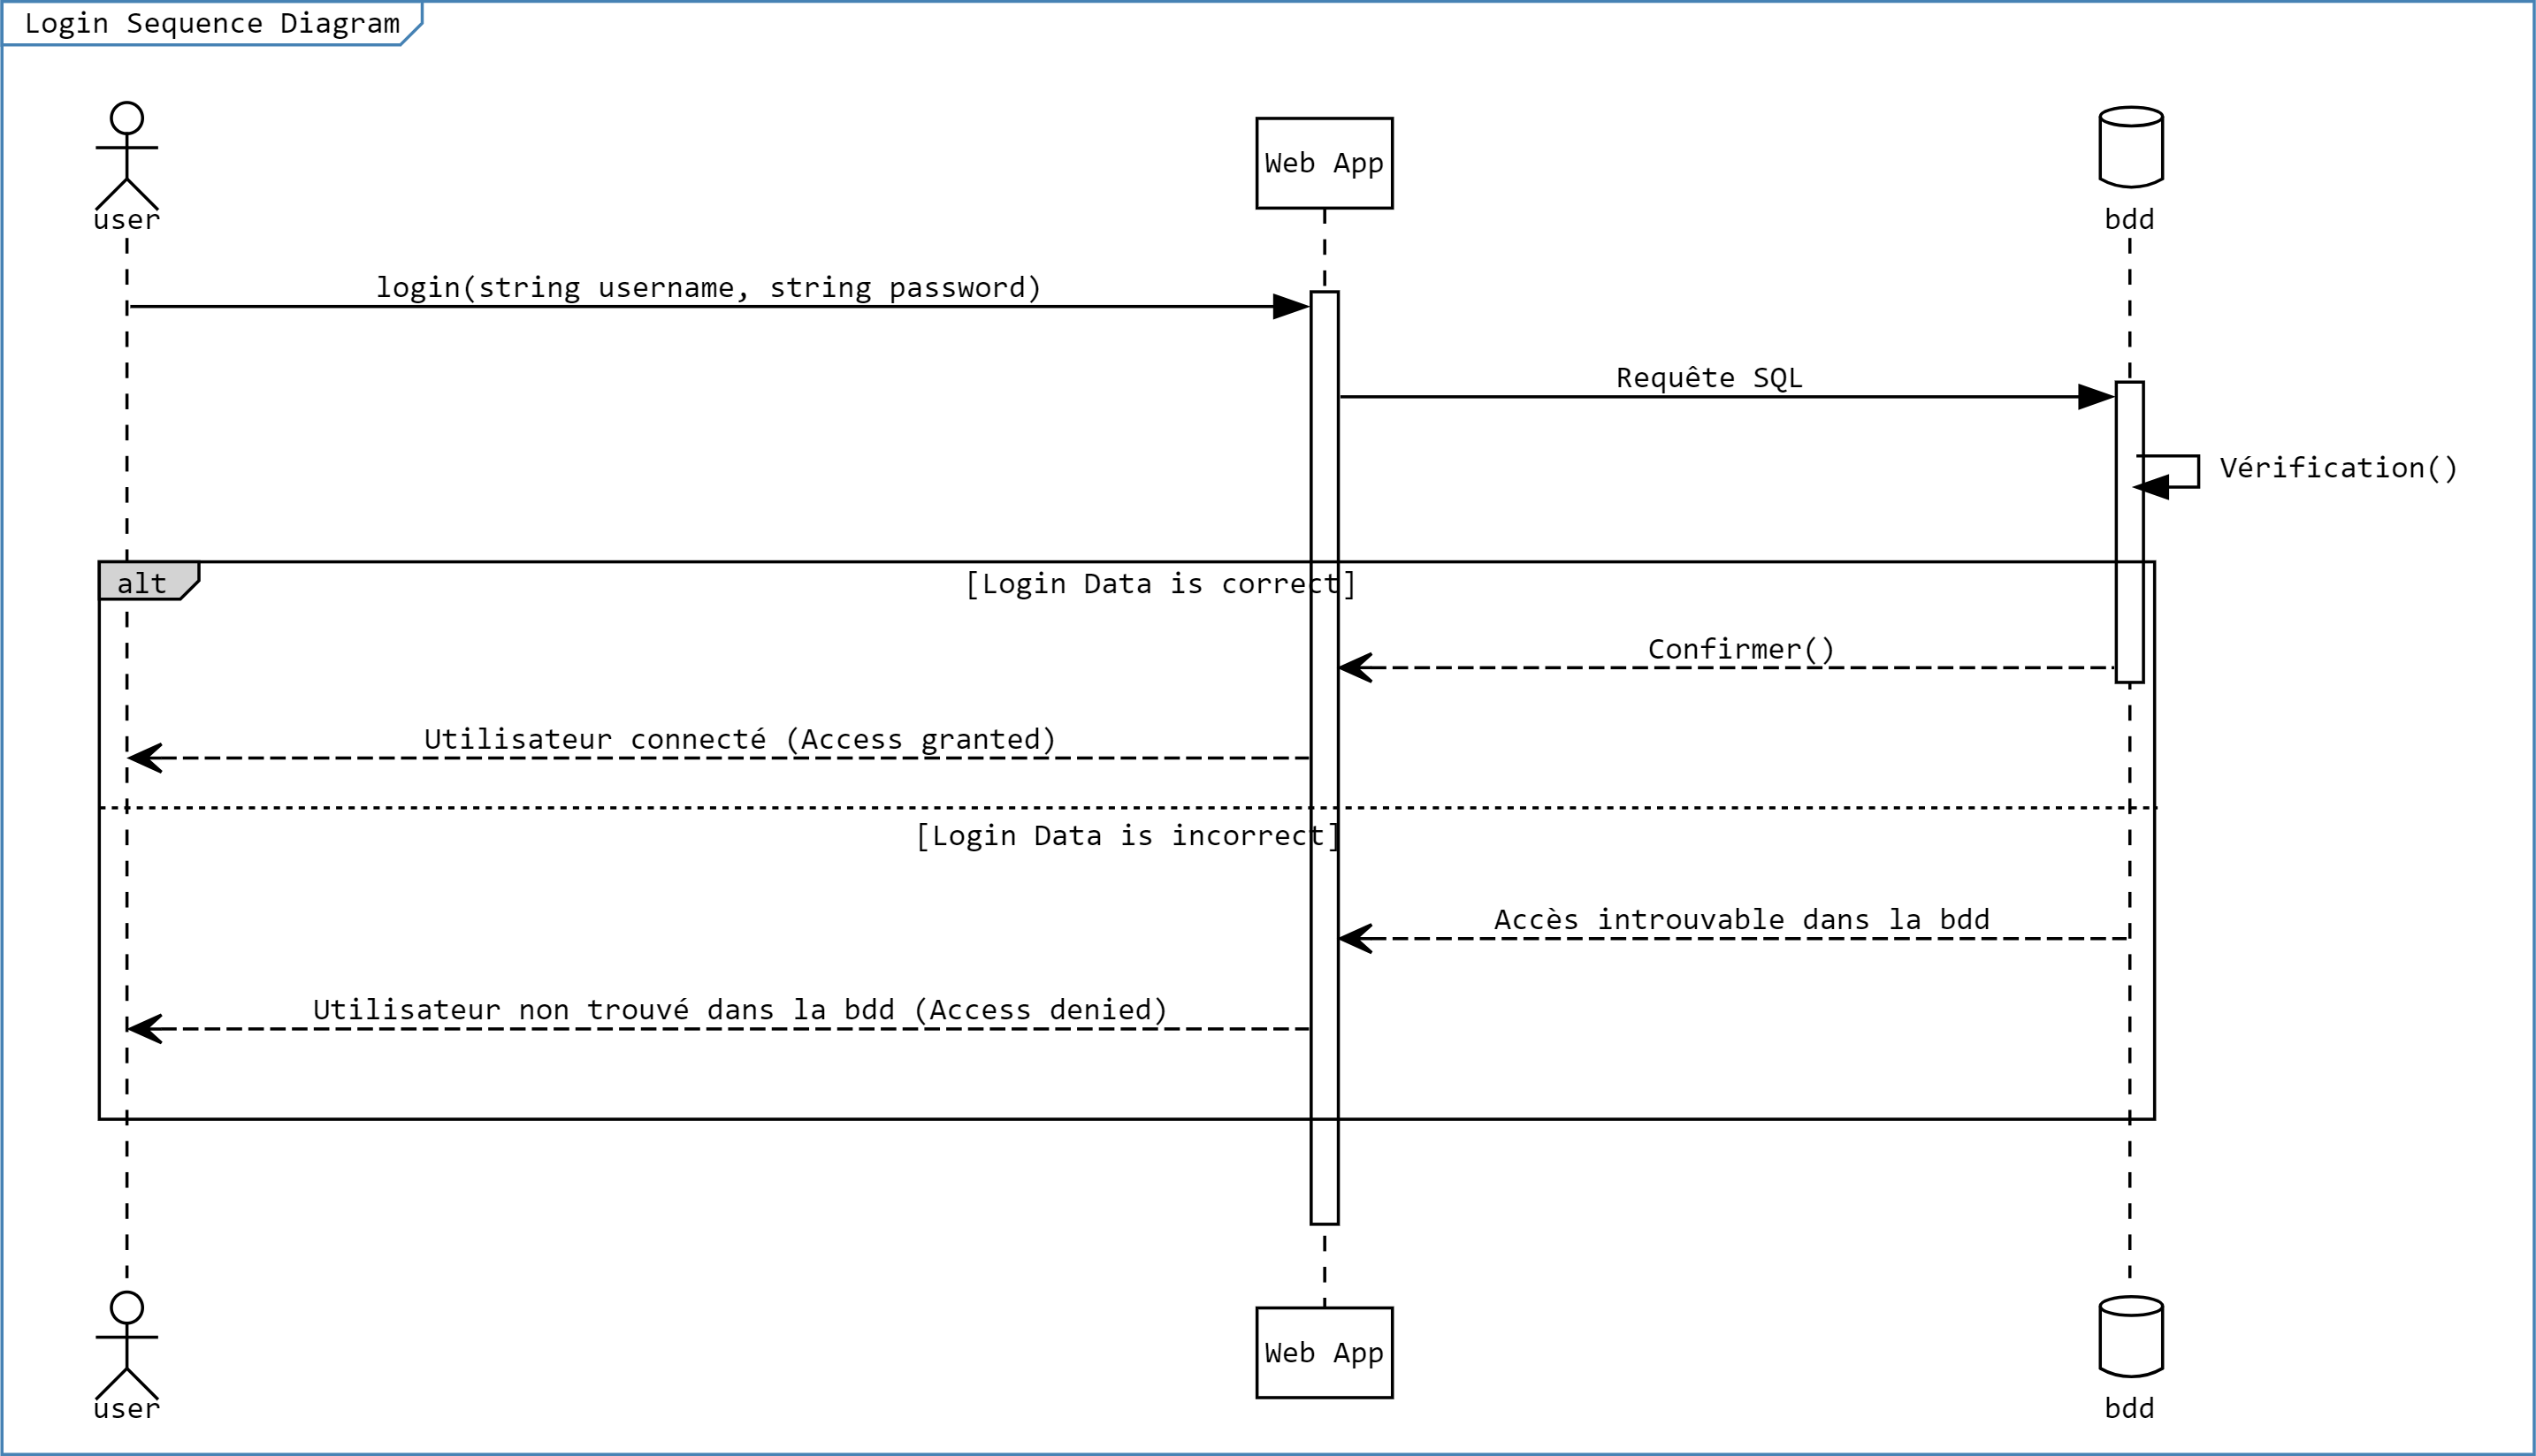 Login Sequence Diagram
user
Web App
bdd
login(string username, string password)
Requête SQL
Vérification()
alt
[Login Data is correct]
Confirmer()
Utilisateur connecté (Access granted)
[Login Data is incorrect]
Accès introuvable dans la bdd
Utilisateur non trouvé dans la bdd (Access denied)
user
Web App
bdd